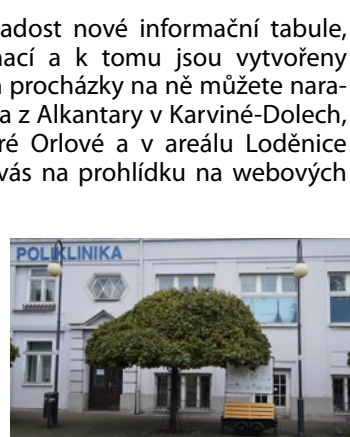 adost nové informační tabule,
nací a k tomu jsou vytvořeny
procházky na ně můžete nara-
a z Alkantary v Karviné-Dolech,
ré Orlové a v areálu Loděnice
vás na prohlídku na webových
POLIKLINIKA